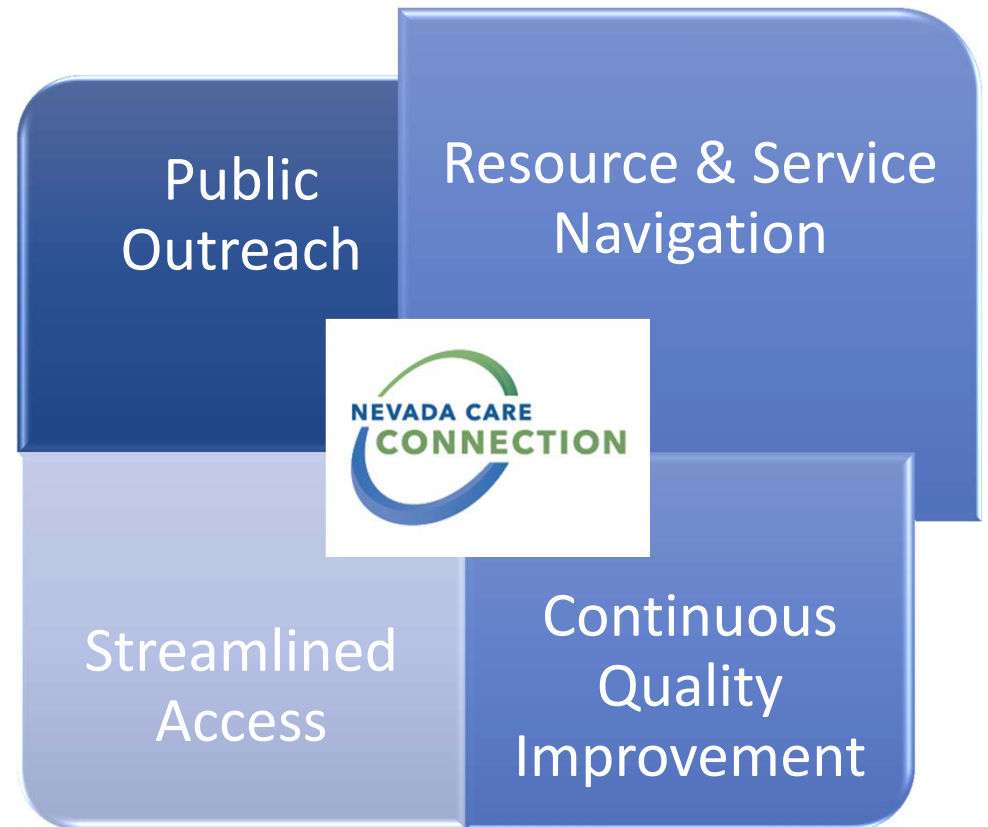 Public
Outreach
Resource & Service
Navigation
NEVADA CARE
CONNECTION
Streamlined
Access
Continuous
Quality
Improvement